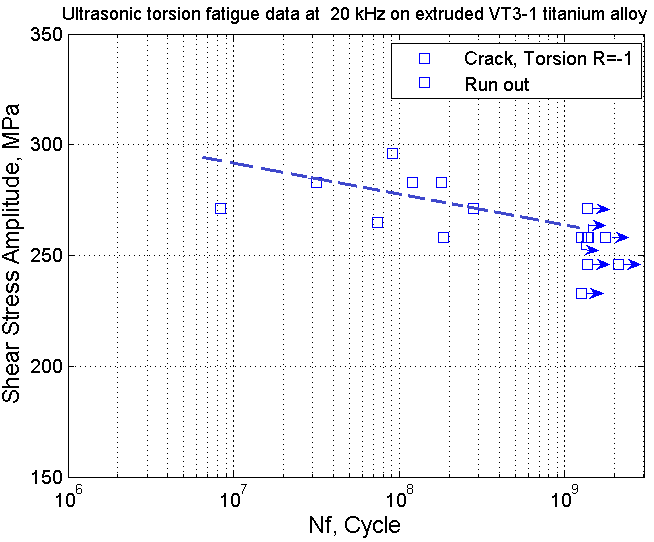 Ultrasonic torsion fatigue data at 20 kHz on extruded VT3-1 titanium alloy
350
300
250
200
150
Shear Stress Amplitude, MPa
Crack, Torsion R=-1
Run out
10^6 10^7 10^8 10^9
Nf, Cycle